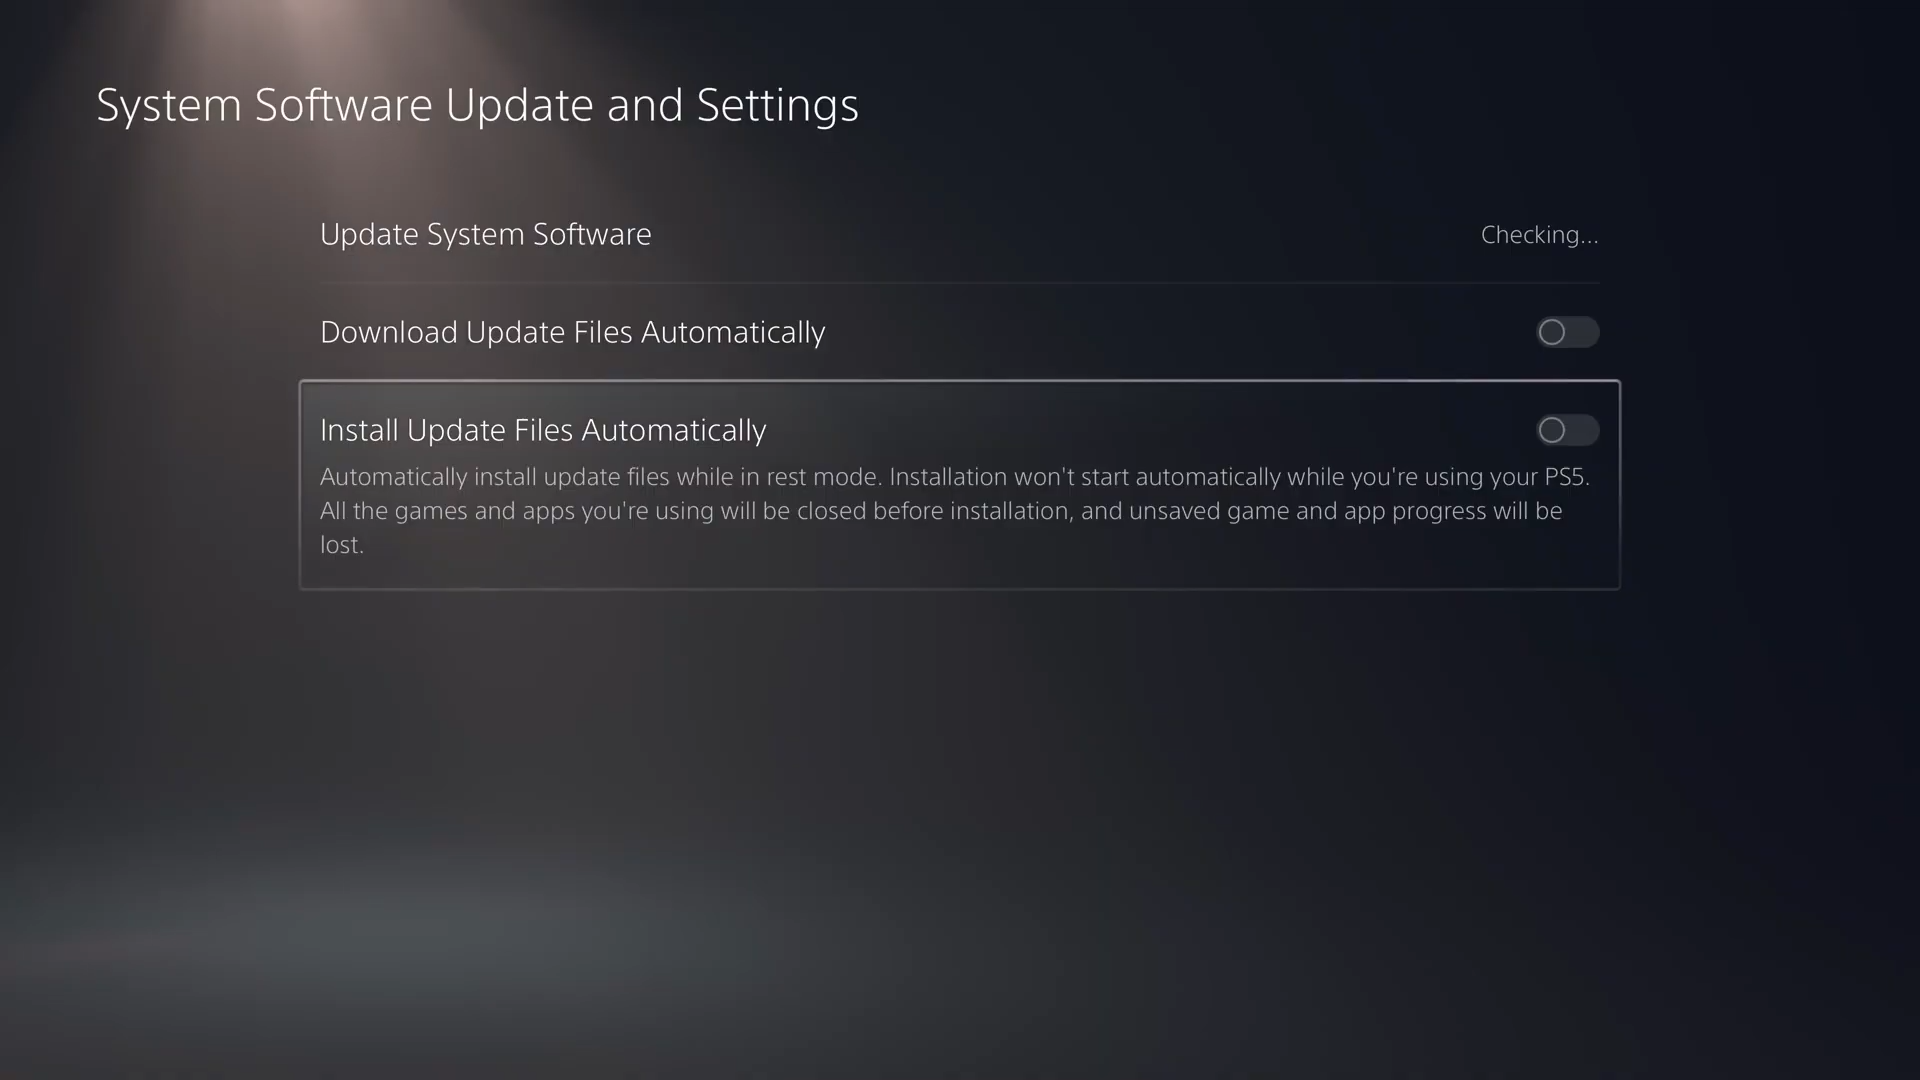 System Software Update and Settings
Update System Software
Checking...
Download Update Files Automatically
Install Update Files Automatically
Automatically install update files while in rest mode. Installation won't start automatically while you're using your PS5.
All the games and apps you're using will be closed before installation, and unsaved game and app progress will be
lost.